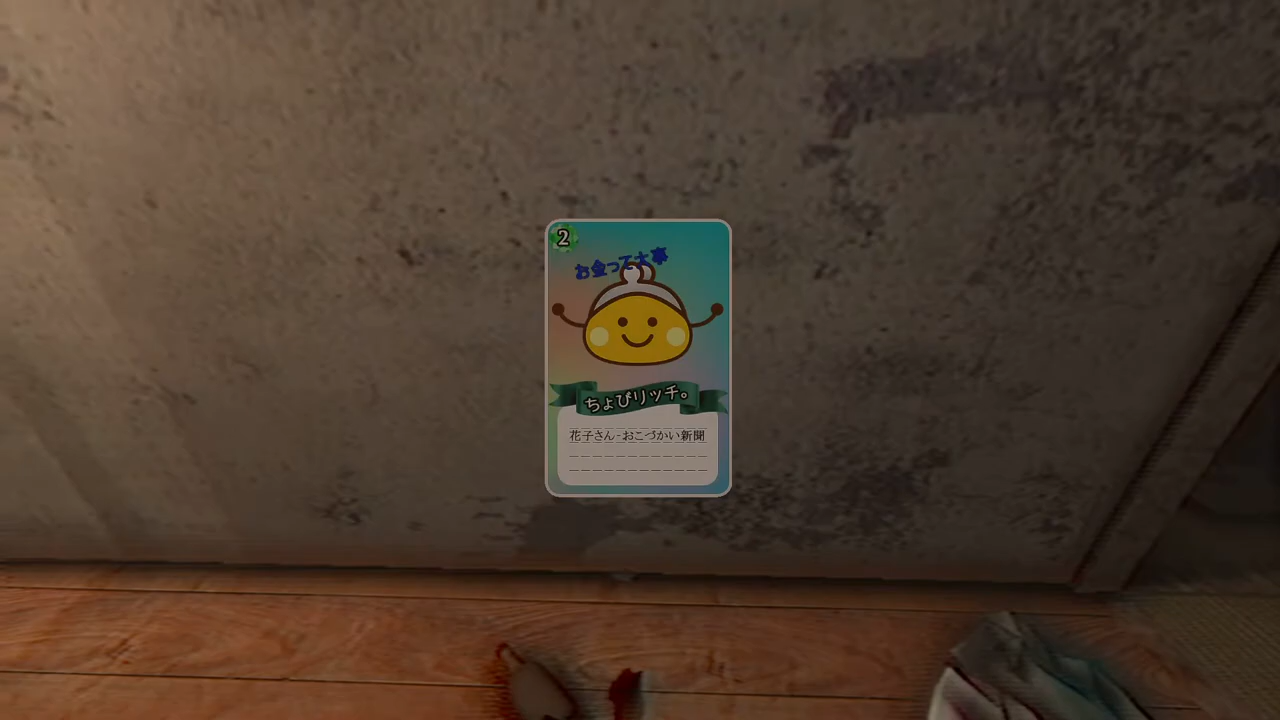 2
お金って大事
ちょびリッチ。
花子さん-おこづかい新聞